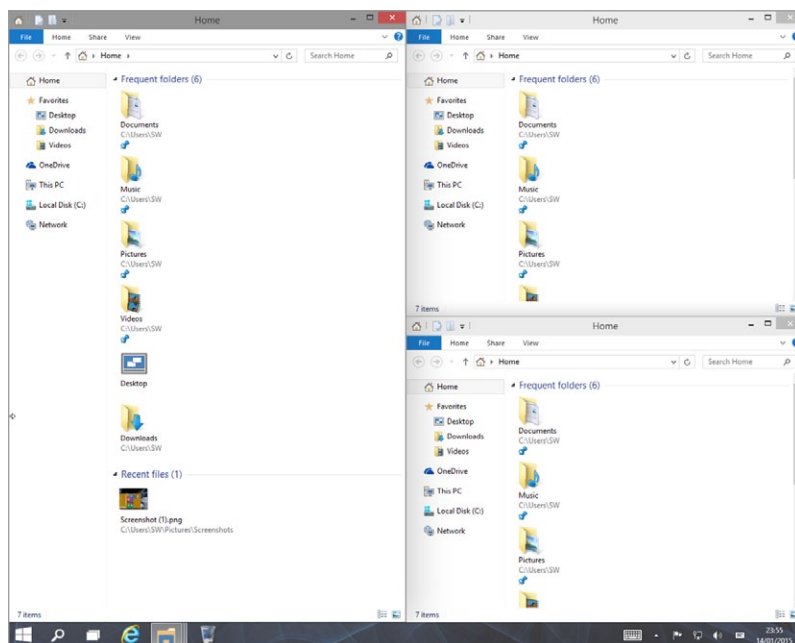 Home
File Home Share View
Home
Search Home
Home
Favorites
Desktop
Downloads
Videos
OneDrive
This PC
Local Disk (C:)
Network
Frequent folders (6)
Documents
C:\Users\SW
Music
C:\Users\SW
Pictures
C:\Users\SW
Videos
C:\Users\SW
Desktop
Downloads
C:\Users\SW
Recent files (1)
Screenshot (1).png
C:\Users\SW\Pictures\Screenshots
7 items
Home
File Home Share View
Home
Search Home
Home
Favorites
Desktop
Downloads
Videos
OneDrive
This PC
Local Disk (C:)
Network
Frequent folders (6)
Documents
C:\Users\SW
Music
C:\Users\SW
Pictures
C:\Users\SW
7 items
Home
File Home Share View
Home
Search Home
Home
Favorites
Desktop
Downloads
Videos
OneDrive
This PC
Local Disk (C:)
Network
Frequent folders (6)
Documents
C:\Users\SW
Music
C:\Users\SW
Pictures
C:\Users\SW
7 items
23:55
14/01/2015